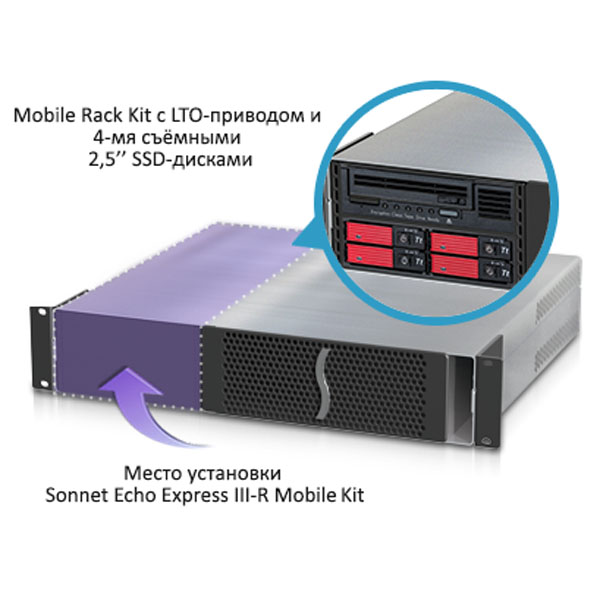 Mobile Rack Kit с LTO-приводом и
4-мя съёмными
2,5’’ SSD-дисками
Место установки
Sonnet Echo Express III-R Mobile Kit